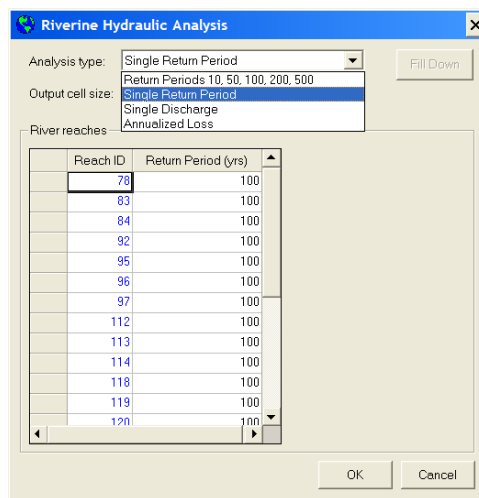 Riverine Hydraulic Analysis
Analysis type: Single Return Period Fill Down
Return Periods 10, 50, 100, 200, 500
Output cell size: Single Return Period
Single Discharge
Annualized Loss
River reaches
Reach ID Return Period (yrs)
78 100
83 100
84 100
92 100
95 100
96 100
97 100
112 100
113 100
114 100
118 100
119 100
120 100
OK Cancel